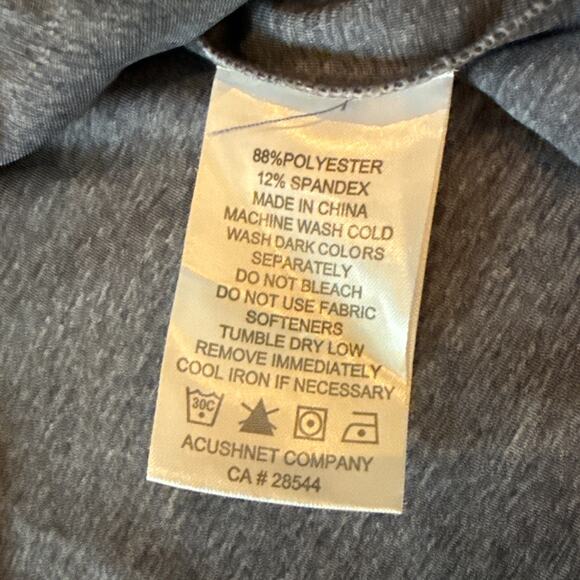 88%POLYESTER
12% SPANDEX
MADE IN CHINA
MACHINE WASH COLD
WASH DARK COLORS
SEPARATELY
DO NOT BLEACH
DO NOT USE FABRIC
SOFTENERS
TUMBLE DRY LOW
REMOVE IMMEDIATELY
COOL IRON IF NECESSARY
30C
ACUSHNET COMPANY
CA # 28544